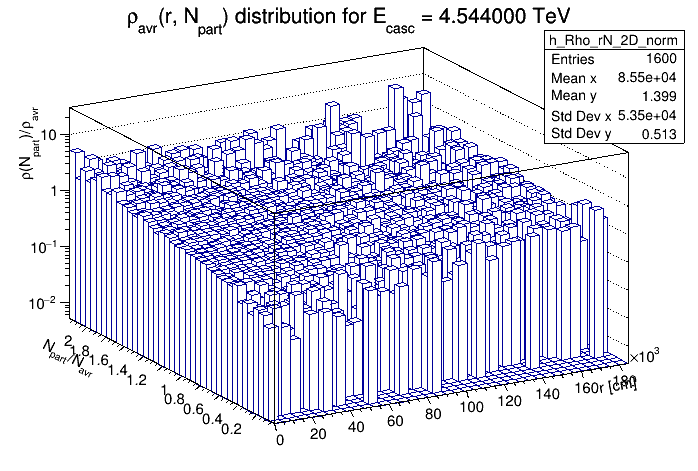 ρavr(r, Npart) distribution for Ecasc = 4.544000 TeV
h_Rho_rN_2D_norm
Entries 1600
Mean x 8.55e+04
Mean y 1.399
Std Dev x 5.35e+04
Std Dev y 0.513
ρ(Npart)/ρavr
10
1
10−1
10−2
Npart/Navr
2 1.8 1.6 1.4 1.2 1 0.8 0.6 0.4 0.2
0 20 40 60 80 100 120 140 160 180
r [cm]
×103